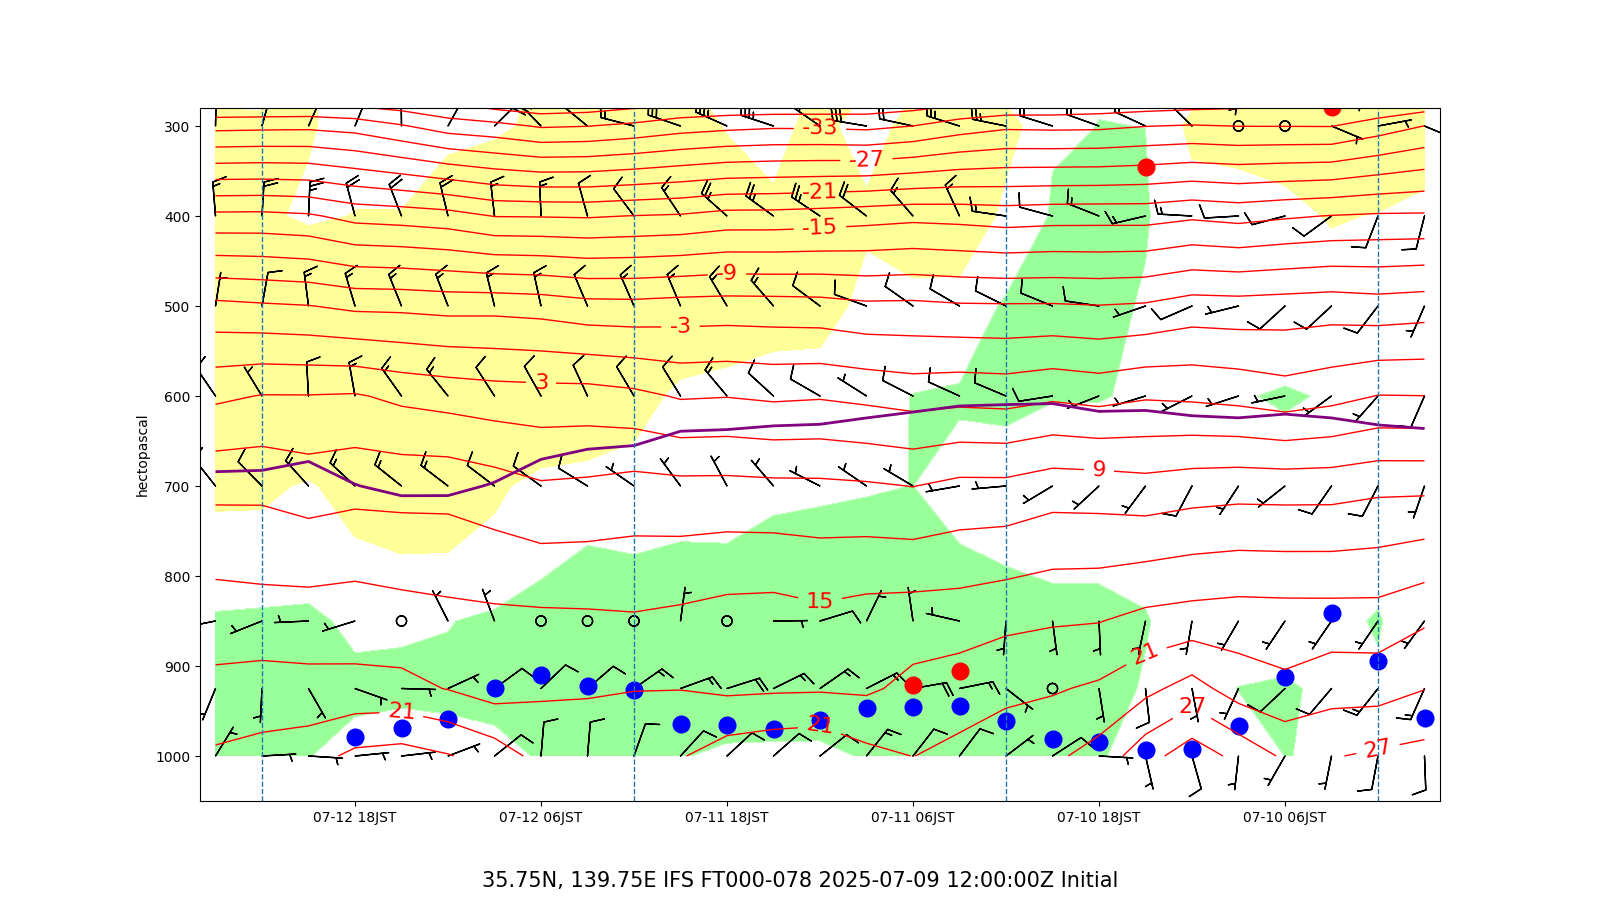 hectopascal
300
400
500
600
700
800
900
1000
-33
-27
-21
-15
-9
-3
3
9
15
21
21
21
27
27
07-12 18JST
07-12 06JST
07-11 18JST
07-11 06JST
07-10 18JST
07-10 06JST
35.75N, 139.75E IFS FT000-078 2025-07-09 12:00:00Z Initial